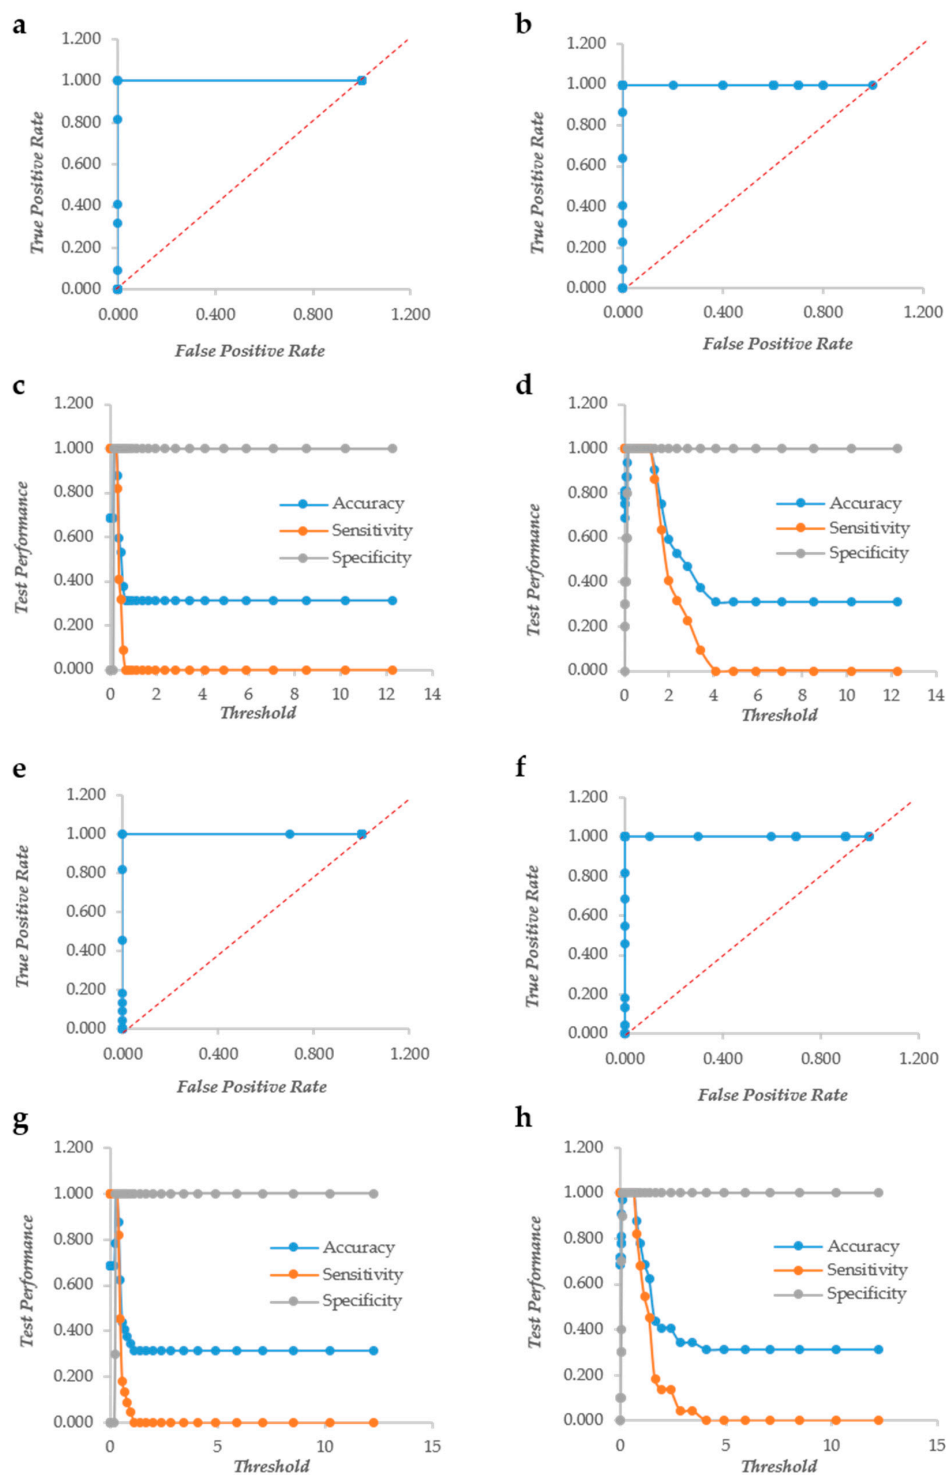 a
1.200
1.000
0.800
0.600
0.400
0.200
0.000
True Positive Rate
0.000 0.400 0.800 1.200
False Positive Rate
b
1.200
1.000
0.800
0.600
0.400
0.200
0.000
True Positive Rate
0.000 0.400 0.800 1.200
False Positive Rate
c
1.200
1.000
0.800
0.600
0.400
0.200
0.000
Test Performance
Accuracy
Sensitivity
Specificity
0 2 4 6 8 10 12 14
Threshold
d
1.200
1.000
0.800
0.600
0.400
0.200
0.000
Test Performance
Accuracy
Sensitivity
Specificity
0 2 4 6 8 10 12 14
Threshold
e
1.200
1.000
0.800
0.600
0.400
0.200
0.000
True Positive Rate
0.000 0.400 0.800 1.200
False Positive Rate
f
1.200
1.000
0.800
0.600
0.400
0.200
0.000
True Positive Rate
0.000 0.400 0.800 1.200
False Positive Rate
g
1.200
1.000
0.800
0.600
0.400
0.200
0.000
Test Performance
Accuracy
Sensitivity
Specificity
0 5 10 15
Threshold
h
1.200
1.000
0.800
0.600
0.400
0.200
0.000
Test Performance
Accuracy
Sensitivity
Specificity
0 5 10 15
Threshold